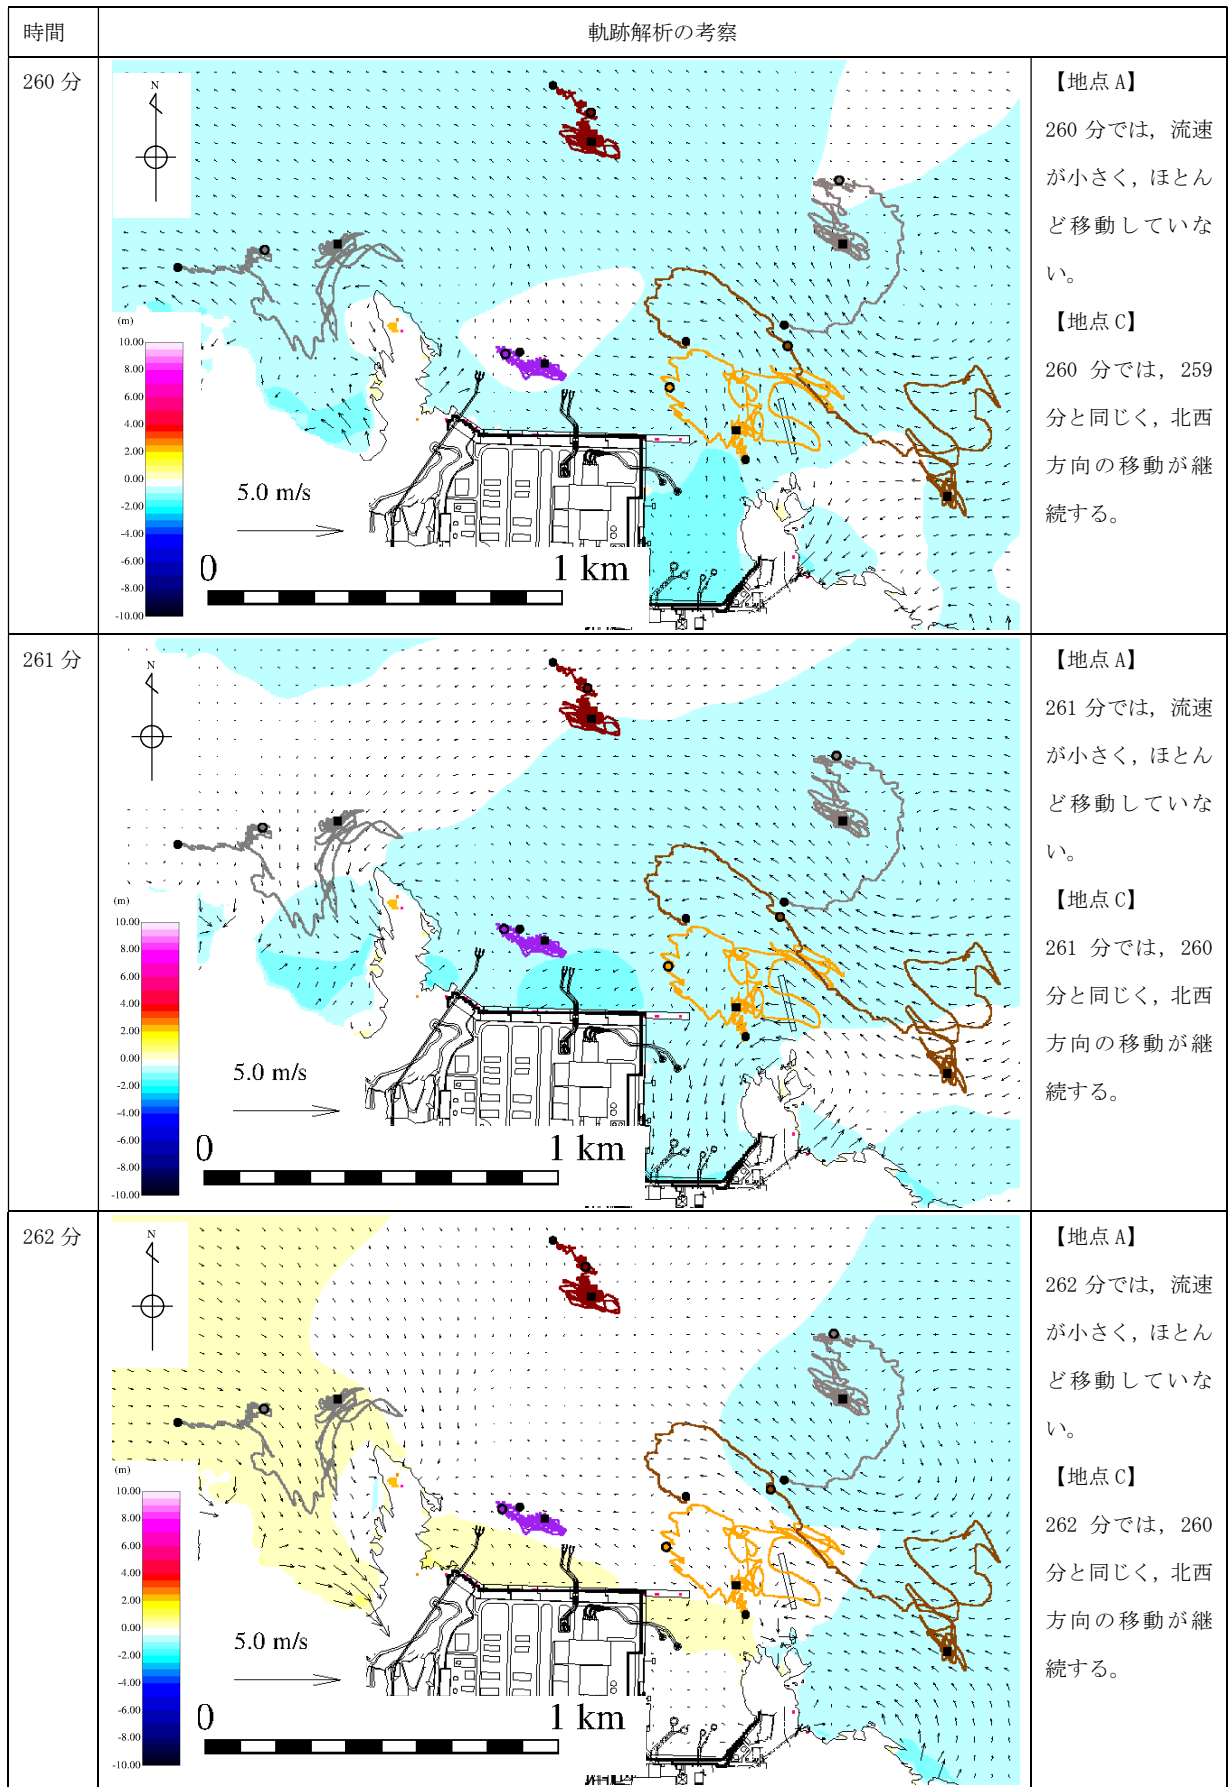 時間
軌跡解析の考察
260 分
N
(m)
10.00
8.00
6.00
4.00
2.00
0.00
-2.00
-4.00
-6.00
-8.00
-10.00
5.0 m/s
0
1 km
【地点 A】
260 分では，流速
が小さく，ほとん
ど移動していな
い。
【地点 C】
260 分では，259
分と同じく，北西
方向の移動が継
続する。
261 分
N
(m)
10.00
8.00
6.00
4.00
2.00
0.00
-2.00
-4.00
-6.00
-8.00
-10.00
5.0 m/s
0
1 km
【地点 A】
261 分では，流速
が小さく，ほとん
ど移動していな
い。
【地点 C】
261 分では，260
分と同じく，北西
方向の移動が継
続する。
262 分
N
(m)
10.00
8.00
6.00
4.00
2.00
0.00
-2.00
-4.00
-6.00
-8.00
-10.00
5.0 m/s
0
1 km
【地点 A】
262 分では，流速
が小さく，ほとん
ど移動していな
い。
【地点 C】
262 分では，260
分と同じく，北西
方向の移動が継
続する。